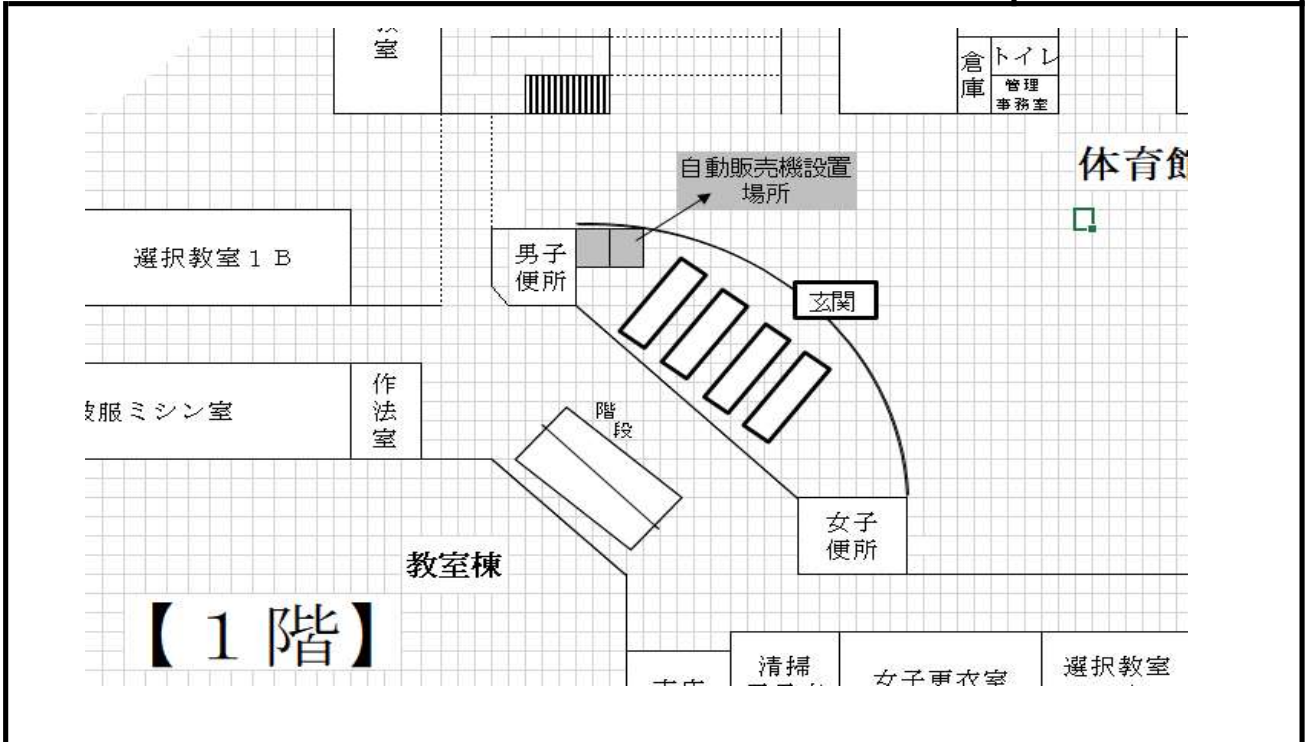 室
倉庫
トイレ
管理
事務室
体育館
自動販売機設置
場所
選択教室１Ｂ
男子
便所
玄関
服ミシン室
作法室
階段
女子
便所
教室棟
【１階】
清掃
女子更衣室
選択教室